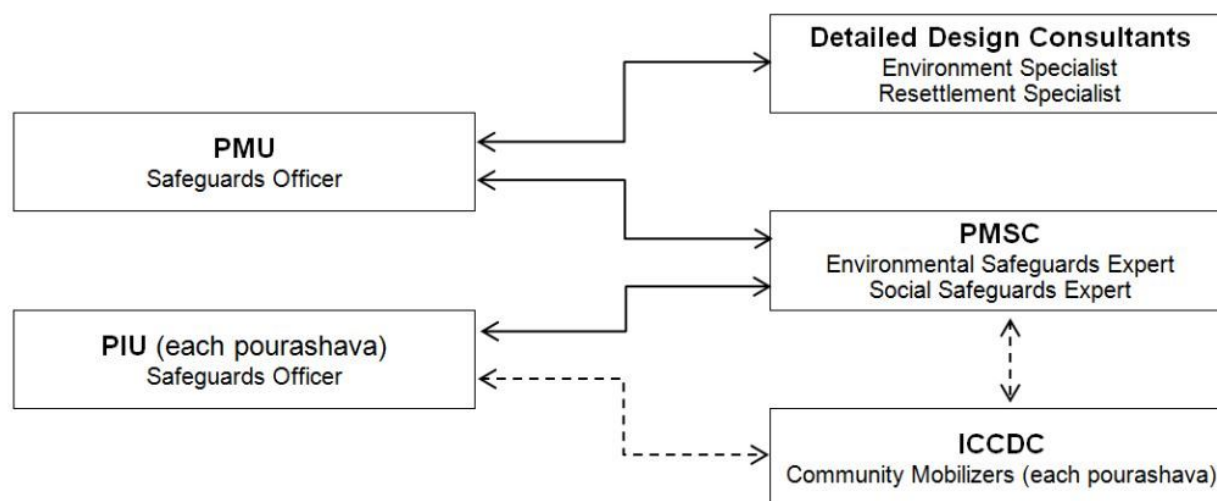 Detailed Design Consultants
Environment Specialist
Resettlement Specialist
PMU
Safeguards Officer
PMSC
Environmental Safeguards Expert
Social Safeguards Expert
PIU (each pourashava)
Safeguards Officer
ICCDC
Community Mobilizers (each pourashava)